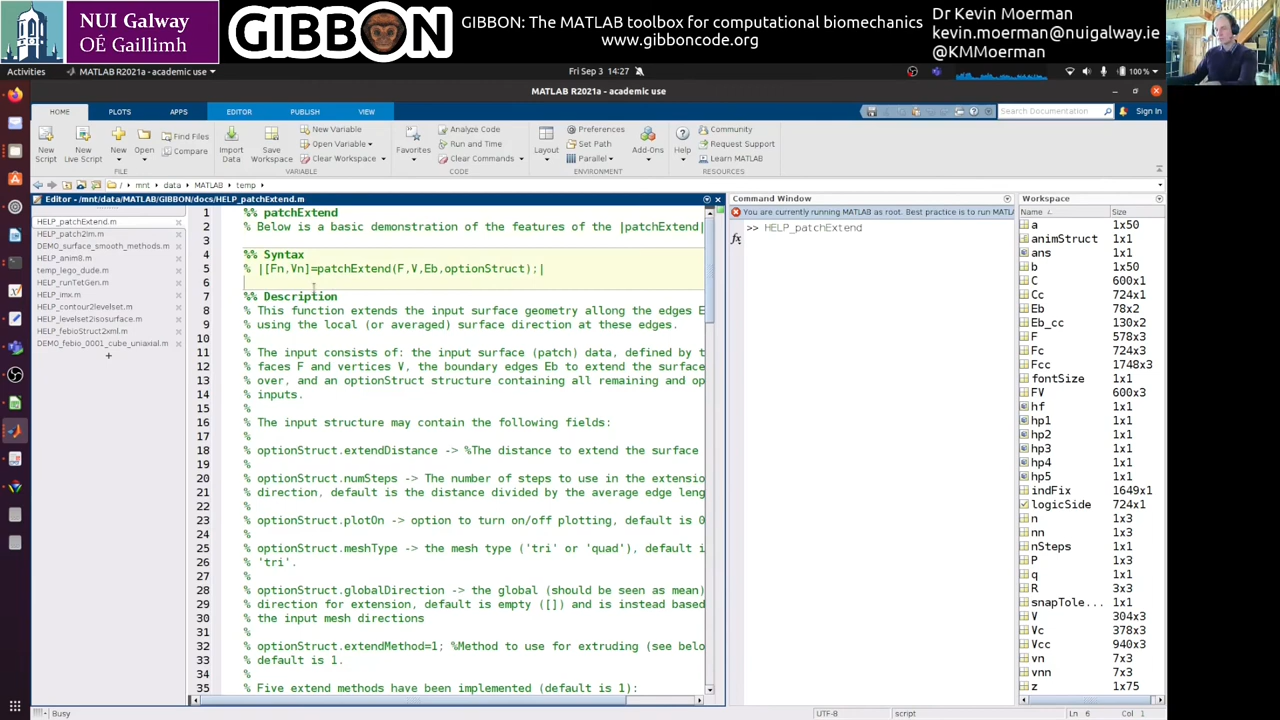 NUI Galway
OÉ Gaillimh
GIBBON
GIBBON: The MATLAB toolbox for computational biomechanics
www.gibboncode.org
Dr Kevin Moerman
kevin.moerman@nuigalway.ie
@KMMoerman
Activities
MATLAB R2021a - academic use
Fri Sep 3 14:27
100 %
MATLAB R2021a - academic use
HOME
PLOTS
APPS
EDITOR
PUBLISH
VIEW
Search Documentation
Sign In
New Script
New Live Script
New
Open
Find Files
Compare
Import Data
Save Workspace
New Variable
Open Variable
Clear Workspace
Favorites
Analyze Code
Run and Time
Clear Commands
Layout
Preferences
Set Path
Parallel
Add-Ons
Help
Community
Request Support
Learn MATLAB
FILE
VARIABLE
CODE
ENVIRONMENT
RESOURCES
/ mnt data MATLAB temp
Editor - /mnt/data/MATLAB/GIBBON/docs/HELP_patchExtend.m
HELP_patchExtend.m
HELP_patch2im.m
DEMO_surface_smooth_methods.m
HELP_anim8.m
temp_lego_dude.m
HELP_runTetGen.m
HELP_imx.m
HELP_contour2levelset.m
HELP_levelset2isosurface.m
HELP_febioStruct2xml.m
DEMO_febio_0001_cube_uniaxial.m
+
1 %% patchExtend
2 % Below is a basic demonstration of the features of the |patchExtend|
3
4 %% Syntax
5 % |[Fn,Vn]=patchExtend(F,V,Eb,optionStruct);|
6
7 %% Description
8 % This function extends the input surface geometry allong the edges E
9 % using the local (or averaged) surface direction at these edges.
10 %
11 % The input consists of: the input surface (patch) data, defined by t
12 % faces F and vertices V, the boundary edges Eb to extend the surface
13 % over, and an optionStruct structure containing all remaining and op
14 % inputs.
15 %
16 % The input structure may contain the following fields:
17 %
18 % optionStruct.extendDistance -> %The distance to extend the surface
19 %
20 % optionStruct.numSteps -> The number of steps to use in the extensio
21 % direction, default is the distance divided by the average edge leng
22 %
23 % optionStruct.plotOn -> option to turn on/off plotting, default is 0
24 %
25 % optionStruct.meshType -> the mesh type ('tri' or 'quad'), default i
26 % 'tri'.
27 %
28 % optionStruct.globalDirection -> the global (should be seen as mean)
29 % direction for extension, default is empty ([]) and is instead based
30 % the input mesh directions
31 %
32 % optionStruct.extendMethod=1; %Method to use for extruding (see belo
33 % default is 1.
34 %
35 % Five extend methods have been implemented (default is 1):
Command Window
You are currently running MATLAB as root. Best practice is to run MATL
fx >> HELP_patchExtend
Workspace
Name Size
a 1x50
animStruct 1x1
ans 1x1
b 1x50
C 600x1
Cc 724x1
Eb 78x2
Eb_cc 130x2
F 578x3
Fc 724x3
Fcc 1748x3
fontSize 1x1
FV 600x3
hf 1x1
hp1 1x1
hp2 1x1
hp3 1x1
hp4 1x1
hp5 1x1
indFix 1649x1
logicSide 724x1
n 1x3
nn 1x3
nSteps 1x1
P 1x3
q 1x1
R 3x3
snapTole... 1x1
V 304x3
Vc 378x3
Vcc 940x3
vn 7x3
vnn 7x3
z 1x75
Busy
UTF-8
script
Ln 6 Col 1